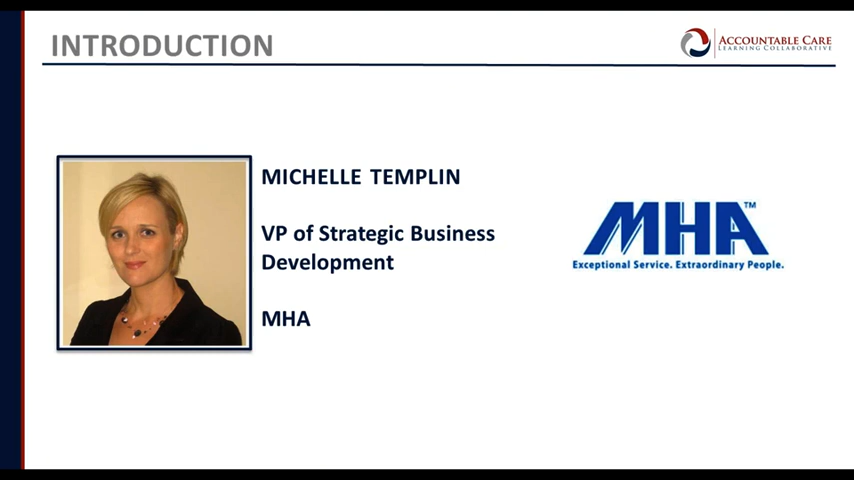 INTRODUCTION
ACCOUNTABLE CARE
LEARNING COLLABORATIVE
MICHELLE TEMPLIN
VP of Strategic Business
Development
MHA
MHA™
Exceptional Service. Extraordinary People.